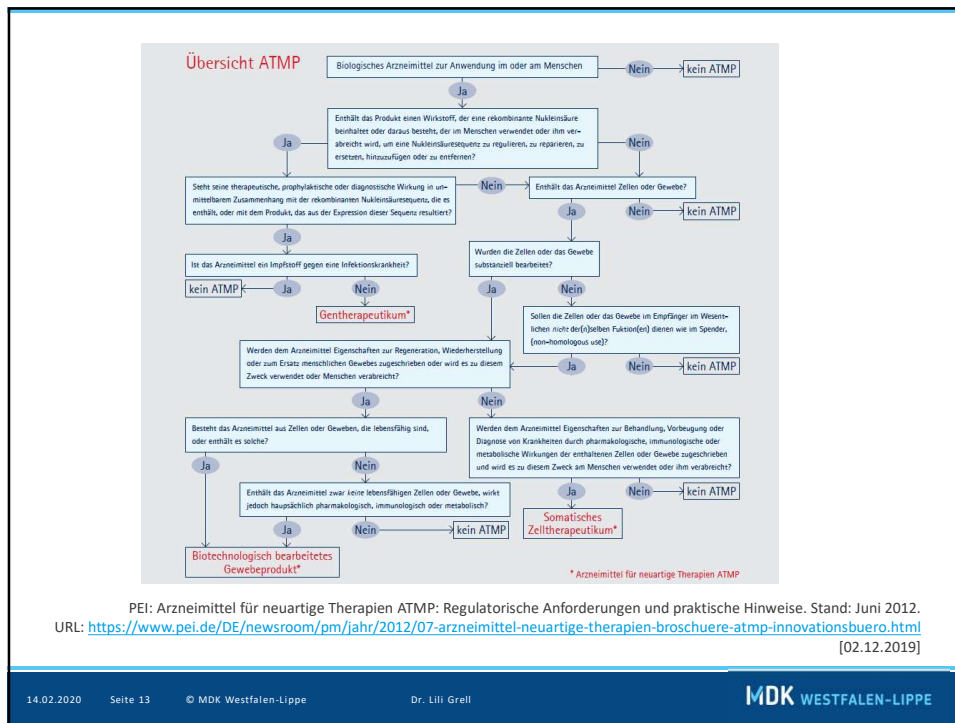 Übersicht ATMP
Biologisches Arzneimittel zur Anwendung im oder am Menschen
Nein
kein ATMP
Ja
Enthält das Produkt einen Wirkstoff, der eine rekombinante Nukleinsäure
beinhaltet oder daraus besteht, der im Menschen verwendet oder ihm ver-
abreicht wird, um eine Nukleinsäuresequenz zu regulieren, zu reparieren, zu
ersetzen, hinzuzufügen oder zu entfernen?
Ja
Nein
Steht seine therapeutische, prophylaktische oder diagnostische Wirkung in un-
mittelbarem Zusammenhang mit der rekombinanten Nukleinsäuresequenz, die es
enthält, oder mit dem Produkt, das aus der Expression dieser Sequenz resultiert?
Nein
Enthält das Arzneimittel Zellen oder Gewebe?
Ja
Nein
kein ATMP
Ja
Ist das Arzneimittel ein Impfstoff gegen eine Infektionskrankheit?
Wurden die Zellen oder das Gewebe
substanziell bearbeitet?
kein ATMP
Ja
Nein
Gentherapeutikum*
Ja
Nein
Sollen die Zellen oder das Gewebe im Empfänger im Wesent-
lichen nicht der(n)selben Fuktion(en) dienen wie im Spender,
(non-homologous use)?
Werden dem Arzneimittel Eigenschaften zur Regeneration, Wiederherstellung
oder zum Ersatz menschlichen Gewebes zugeschrieben oder wird es zu diesem
Zweck verwendet oder Menschen verabreicht?
Ja
Nein
kein ATMP
Ja
Nein
Besteht das Arzneimittel aus Zellen oder Geweben, die lebensfähig sind,
oder enthält es solche?
Werden dem Arzneimittel Eigenschaften zur Behandlung, Vorbeugung oder
Diagnose von Krankheiten durch pharmakologische, immunologische oder
metabolische Wirkungen der enthaltenen Zellen oder Gewebe zugeschrieben
und wird es zu diesem Zweck am Menschen verwendet oder ihm verabreicht?
Ja
Nein
Enthält das Arzneimittel zwar keine lebensfähigen Zellen oder Gewebe, wirkt
jedoch haupsächlich pharmakologisch, immunologisch oder metabolisch?
Ja
Nein
kein ATMP
Ja
Nein
kein ATMP
Somatisches
Zelltherapeutikum*
Biotechnologisch bearbeitetes
Gewebeprodukt*
* Arzneimittel für neuartige Therapien ATMP
PEI: Arzneimittel für neuartige Therapien ATMP: Regulatorische Anforderungen und praktische Hinweise. Stand: Juni 2012.
URL: https://www.pei.de/DE/newsroom/pm/jahr/2012/07-arzneimittel-neuartige-therapien-broschuere-atmp-innovationsbuero.html
[02.12.2019]
14.02.2020 Seite 13 © MDK Westfalen-Lippe Dr. Lili Grell
MDK WESTFALEN-LIPPE